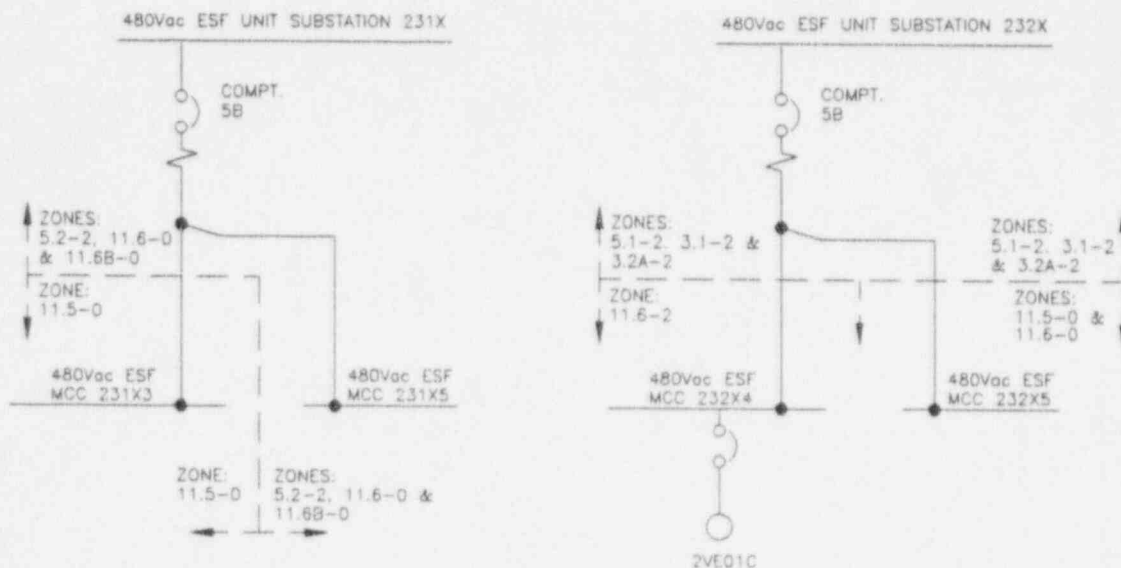 480Vac ESF UNIT SUBSTATION 231X
COMPT.
5B
ZONES:
5.2-2, 11.6-0
& 11.6B-0
ZONE:
11.5-0
480Vac ESF
MCC 231X3
480Vac ESF
MCC 231X5
ZONE:
11.5-0
ZONES:
5.2-2, 11.6-0 &
11.6B-0
480Vac ESF UNIT SUBSTATION 232X
COMPT.
5B
ZONES:
5.1-2, 3.1-2 &
3.2A-2
ZONES:
5.1-2, 3.1-2
& 3.2A-2
ZONE:
11.6-2
ZONES:
11.5-0 &
11.6-0
480Vac ESF
MCC 232X4
480Vac ESF
MCC 232X5
2VE01C